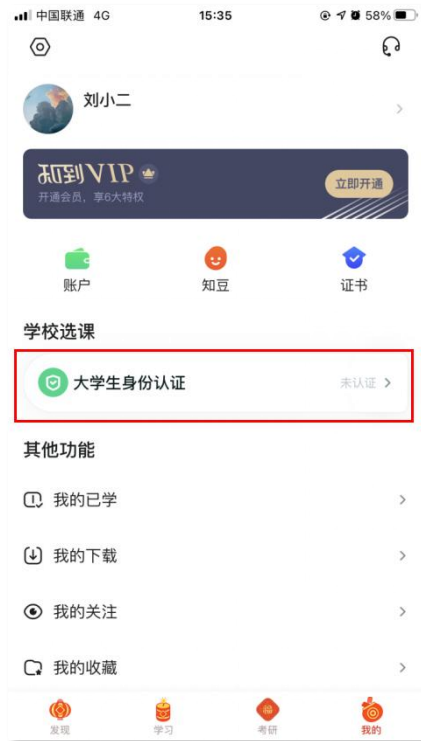 中国联通 4G 15:35 58%
刘小二
知到VIP
开通会员，享6大特权 立即开通
账户 知豆 证书
学校选课
大学生身份认证 未认证
其他功能
我的已学
我的下载
我的关注
我的收藏
发现 学习 考研 我的